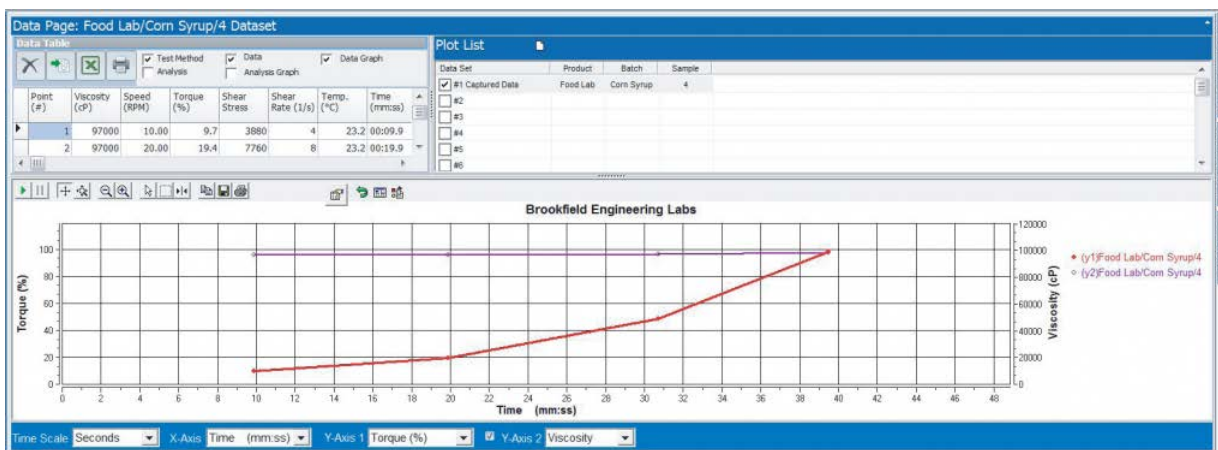 Data Page: Food Lab/Corn Syrup/4 Dataset
Data Table
Test Method Data Data Graph
Analysis Analysis Graph
Point (#) Viscosity (cP) Speed (RPM) Torque (%) Shear Stress Shear Rate (1/s) Temp. (°C) Time (mm:ss)
1 97000 10.00 9.7 3880 4 23.2 00:09.9
2 97000 20.00 19.4 7760 8 23.2 00:19.9
Plot List
Data Set Product Batch Sample
#1 Captured Data Food Lab Corn Syrup 4
#2
#3
#4
#5
#6
Brookfield Engineering Labs
Torque (%)
100
80
60
40
20
0
120000
100000
80000
60000
40000
20000
0
Viscosity (cP)
(y1)Food Lab/Corn Syrup/4
(y2)Food Lab/Corn Syrup/4
0 2 4 6 8 10 12 14 16 18 20 22 24 26 28 30 32 34 36 38 40 42 44 46 48
Time (mm:ss)
Time Scale Seconds X-Axis Time (mm:ss) Y-Axis 1 Torque (%) Y-Axis 2 Viscosity